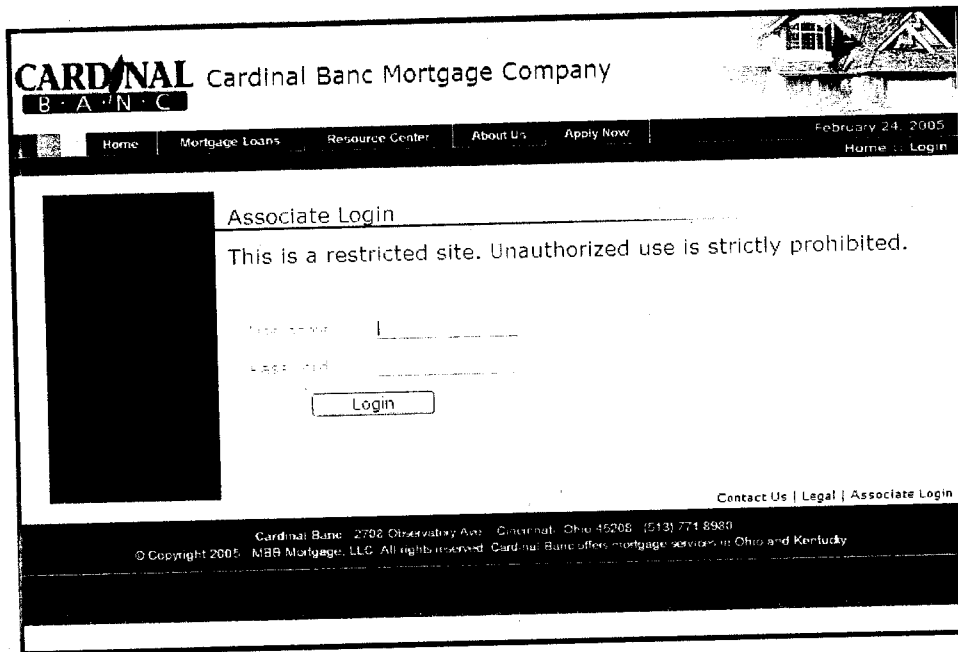 CARDINAL
B·A·N·C
Cardinal Banc Mortgage Company
Home Mortgage Loans Resource Center About Us Apply Now
February 24, 2005
Home :: Login
Associate Login
This is a restricted site. Unauthorized use is strictly prohibited.
Password
Login
Contact Us | Legal | Associate Login
Cardinal Banc 2708 Observatory Ave Cincinnati, Ohio 45208 (513) 771 8980
© Copyright 2005 MBB Mortgage, LLC. All rights reserved. Cardinal Banc offers mortgage services in Ohio and Kentucky